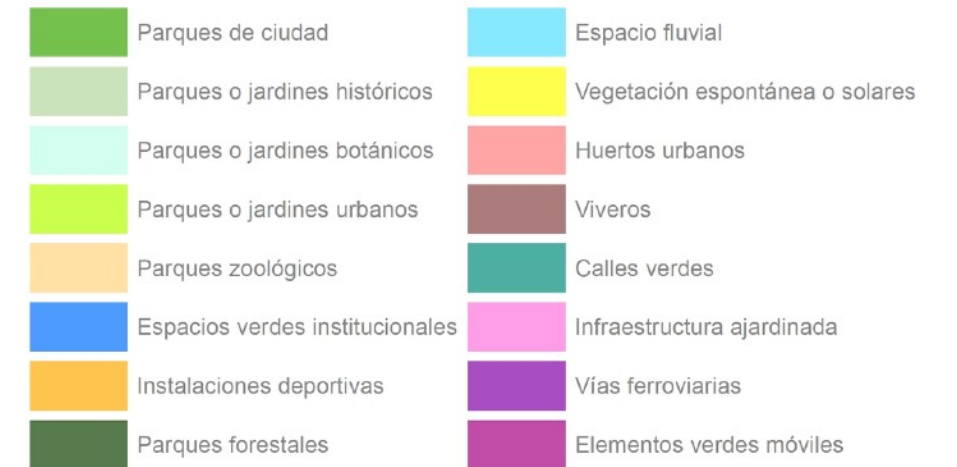 Parques de ciudad
Parques o jardines históricos
Parques o jardines botánicos
Parques o jardines urbanos
Parques zoológicos
Espacios verdes institucionales
Instalaciones deportivas
Parques forestales
Espacio fluvial
Vegetación espontánea o solares
Huertos urbanos
Viveros
Calles verdes
Infraestructura ajardinada
Vías ferroviarias
Elementos verdes móviles